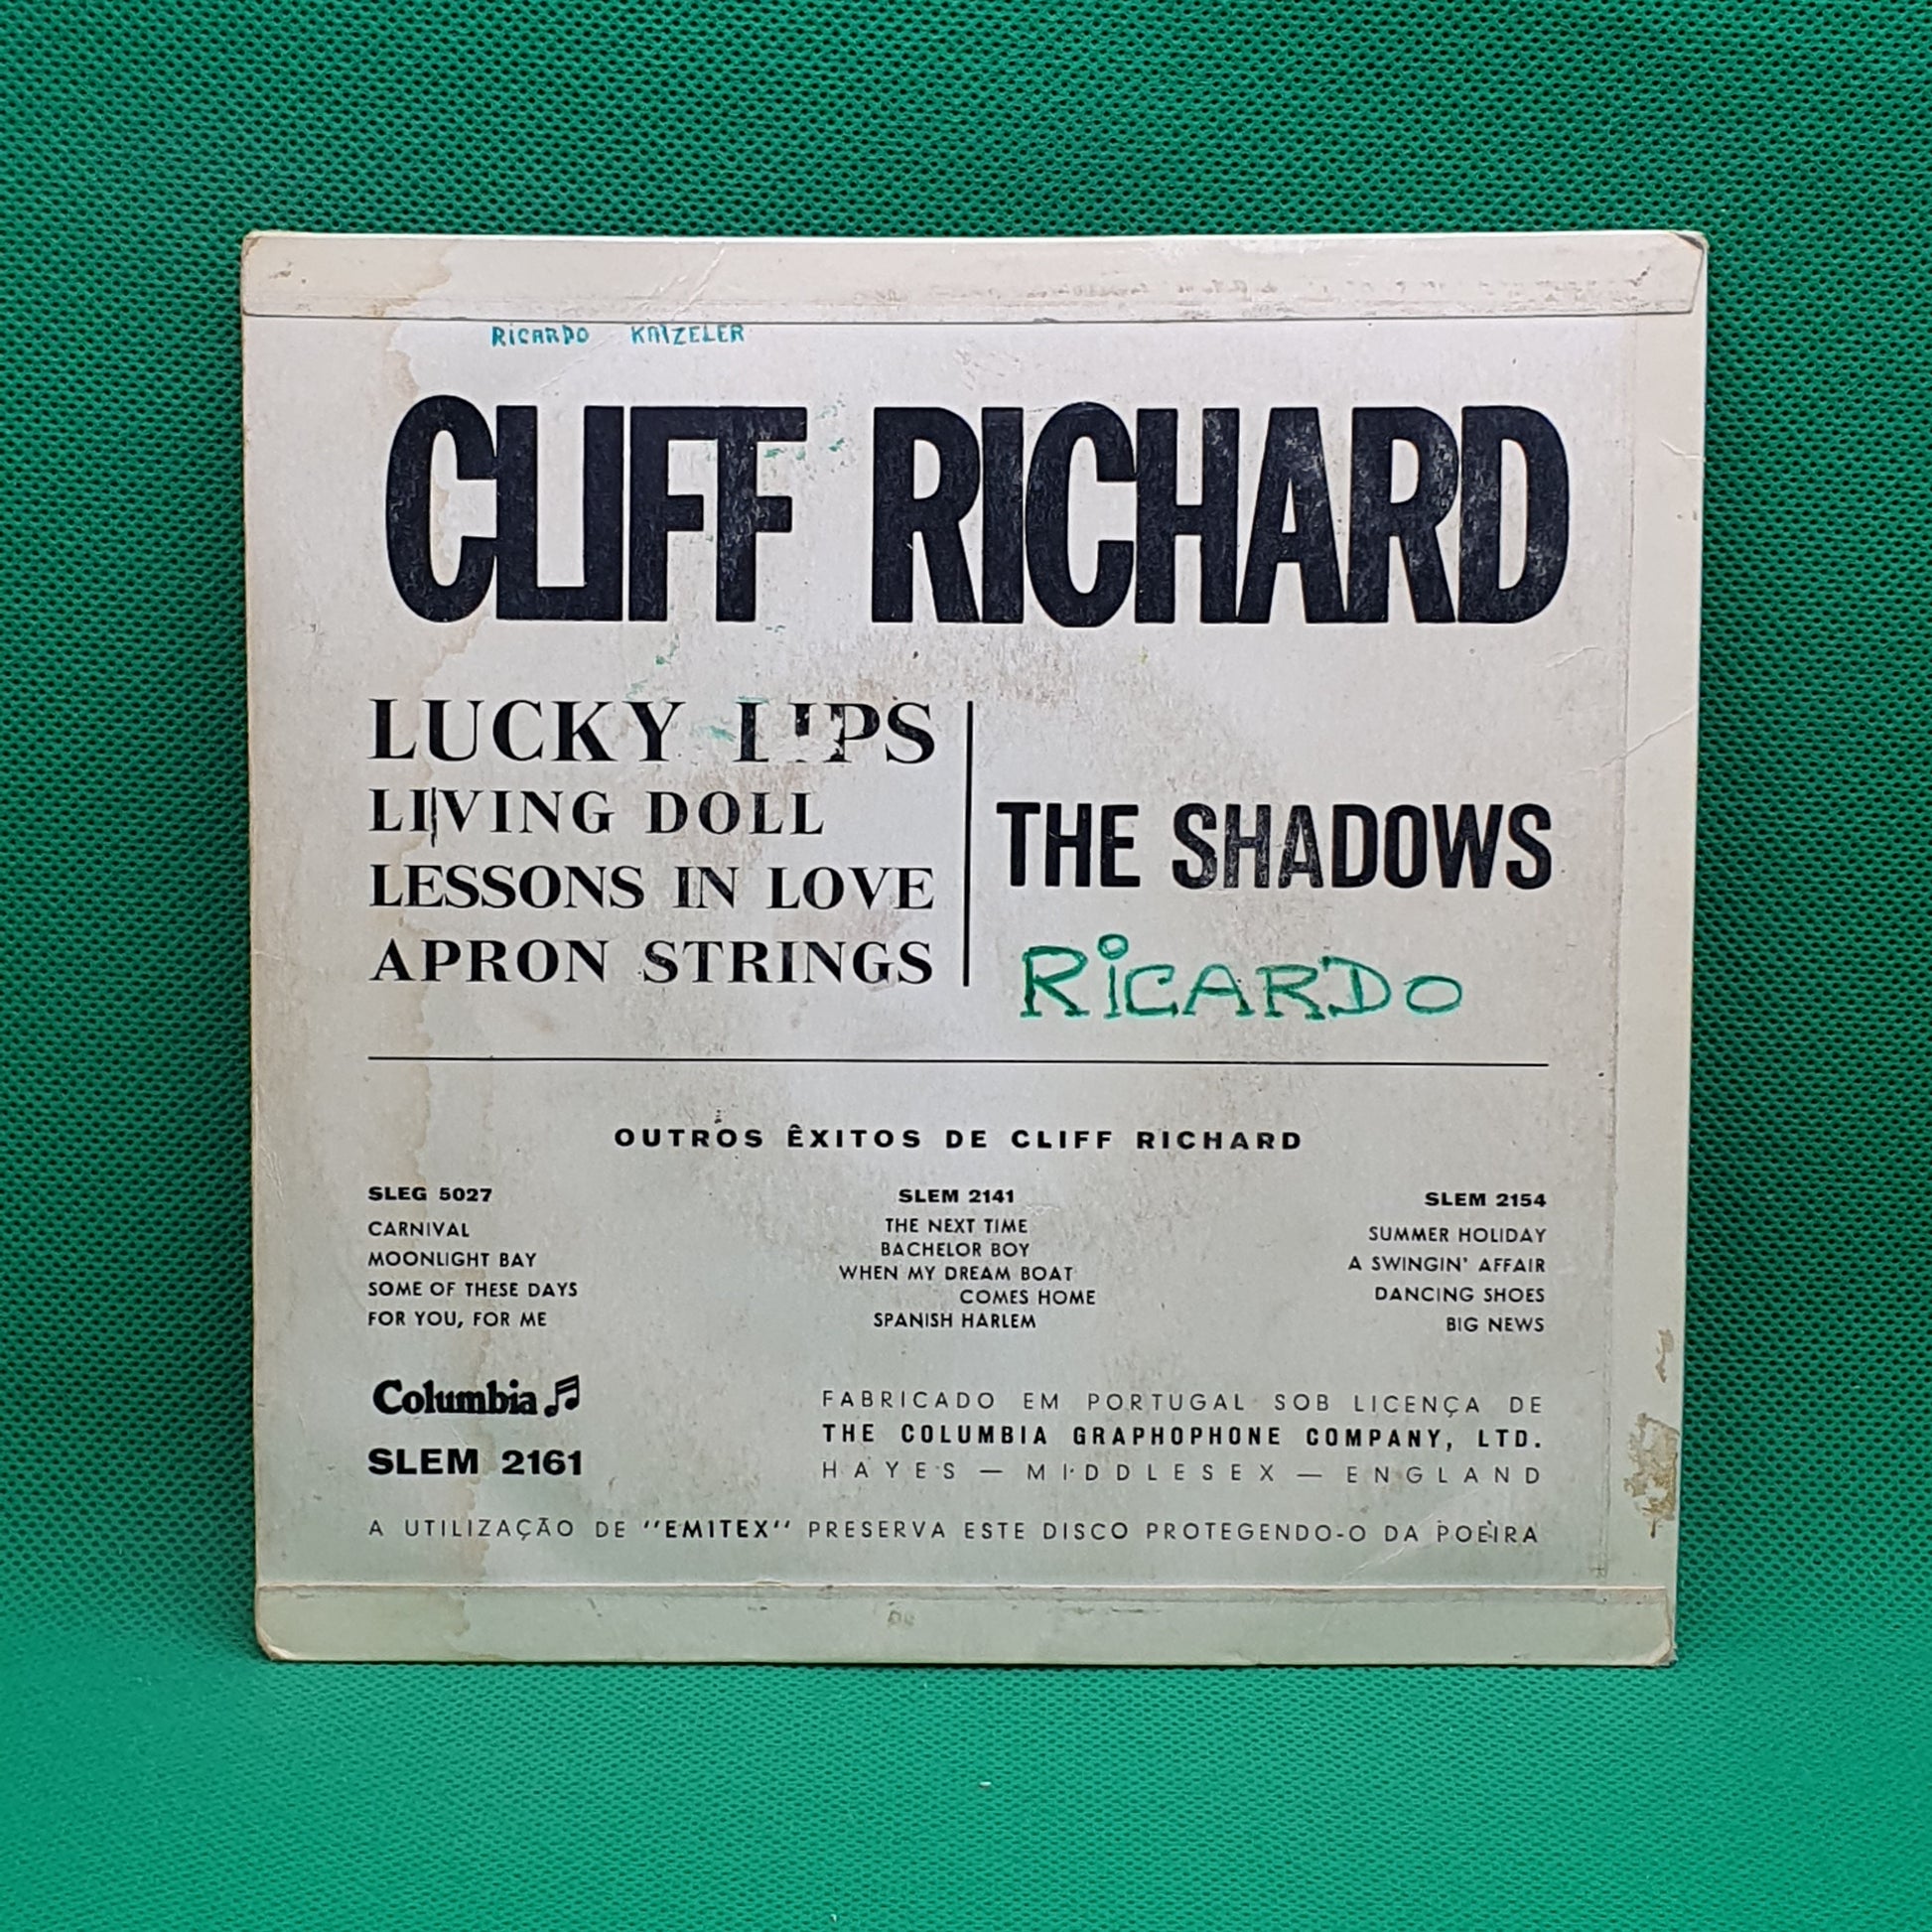 RiCARDO KAIZELER
CLIFF RICHARD
LUCKY LIPS
LIVING DOLL
LESSONS IN LOVE
APRON STRINGS
THE SHADOWS
RiCARDO
OUTROS ÊXITOS DE CLIFF RICHARD
SLEG 5027
CARNIVAL
MOONLIGHT BAY
SOME OF THESE DAYS
FOR YOU, FOR ME
SLEM 2141
THE NEXT TIME
BACHELOR BOY
WHEN MY DREAM BOAT
COMES HOME
SPANISH HARLEM
SLEM 2154
SUMMER HOLIDAY
A SWINGIN' AFFAIR
DANCING SHOES
BIG NEWS
Columbia
SLEM 2161
FABRICADO EM PORTUGAL SOB LICENÇA DE
THE COLUMBIA GRAPHOPHONE COMPANY, LTD.
HAYES — MIDDLESEX — ENGLAND
A UTILIZAÇÃO DE "EMITEX" PRESERVA ESTE DISCO PROTEGENDO-O DA POEIRA